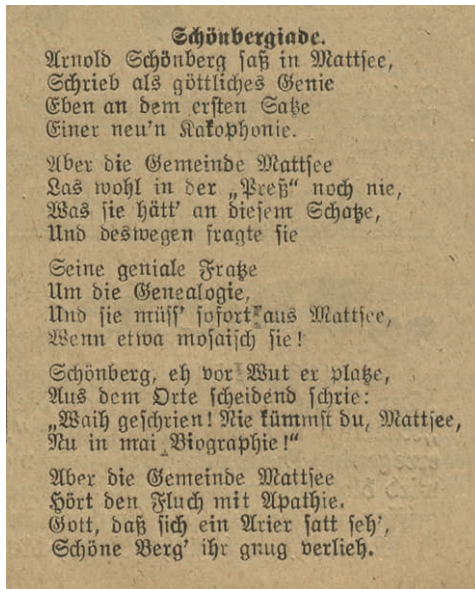 Schönbergiade.
Arnold Schönberg saß in Mattsee,
Schrieb als göttliches Genie
Eben an dem ersten Satze
Einer neu'n Kakophonie.
Aber die Gemeinde Mattsee
Las wohl in der „Preß“ noch nie,
Was sie hätt' an diesem Schatze,
Und deswegen fragte sie
Seine geniale Fratze
Um die Genealogie,
Und sie müss' sofort aus Mattsee,
Wenn etwa mosaisch sie!
Schönberg, eh vor Wut er platze,
Aus dem Orte scheidend schrie:
„Waih geschrien! Nie kümmst du, Mattsee,
Nu in mai Biographie!“
Aber die Gemeinde Mattsee
Hört den Fluch mit Apathie.
Gott, daß sich ein Arier satt seh',
Schöne Berg' ihr gnug verlieh.